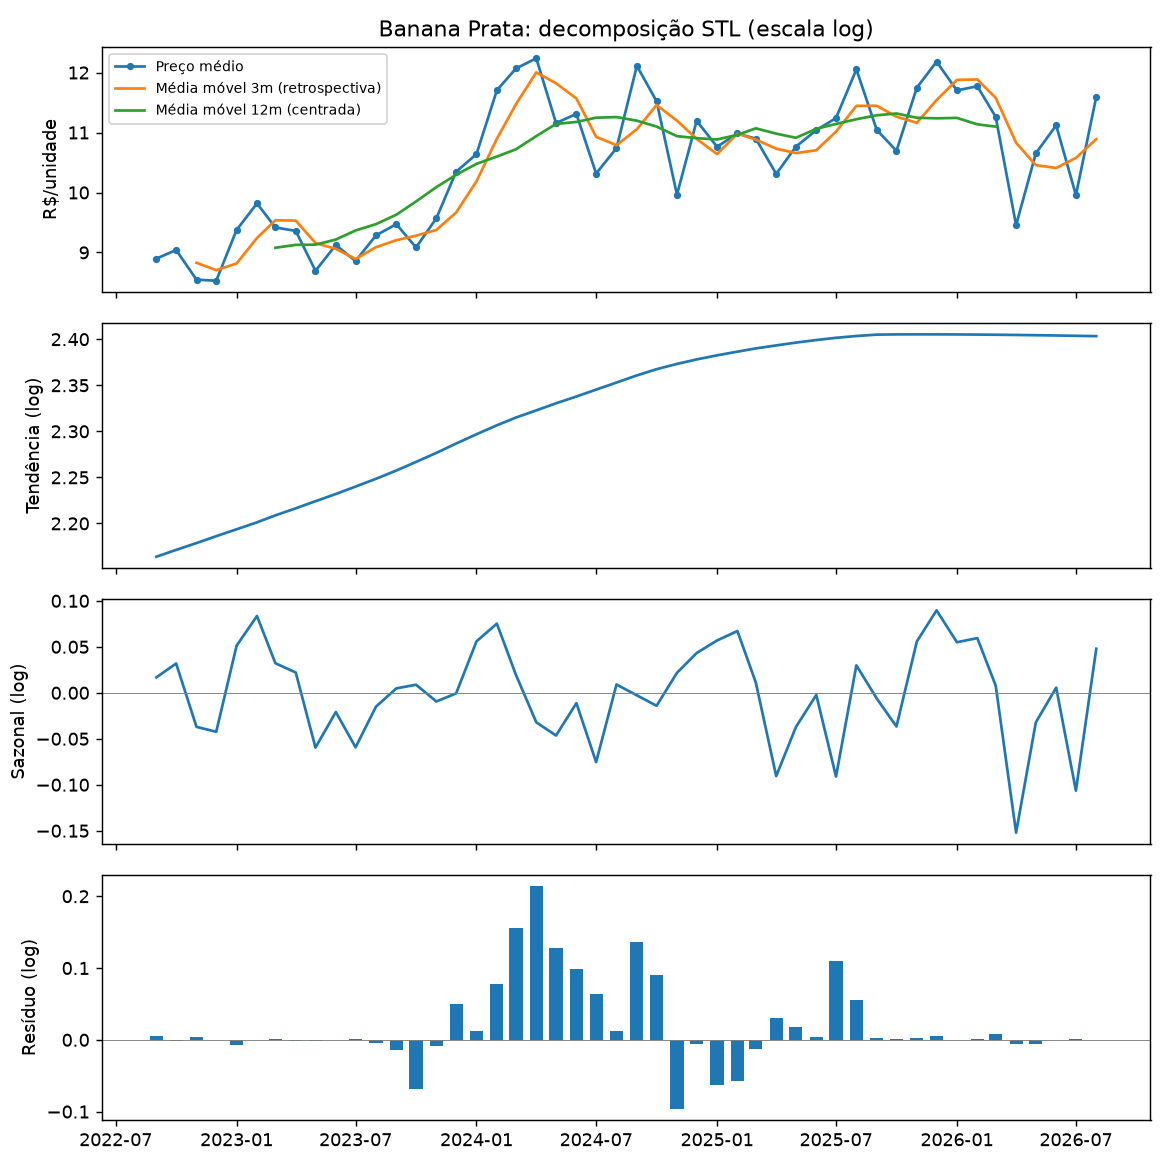 Banana Prata: decomposição STL (escala log)
Preço médio
Média móvel 3m (retrospectiva)
Média móvel 12m (centrada)
R$/unidade
12
11
10
9
Tendência (log)
2.40
2.35
2.30
2.25
2.20
Sazonal (log)
0.10
0.05
0.00
−0.05
−0.10
−0.15
Resíduo (log)
0.2
0.1
0.0
−0.1
2022-07 2023-01 2023-07 2024-01 2024-07 2025-01 2025-07 2026-01 2026-07